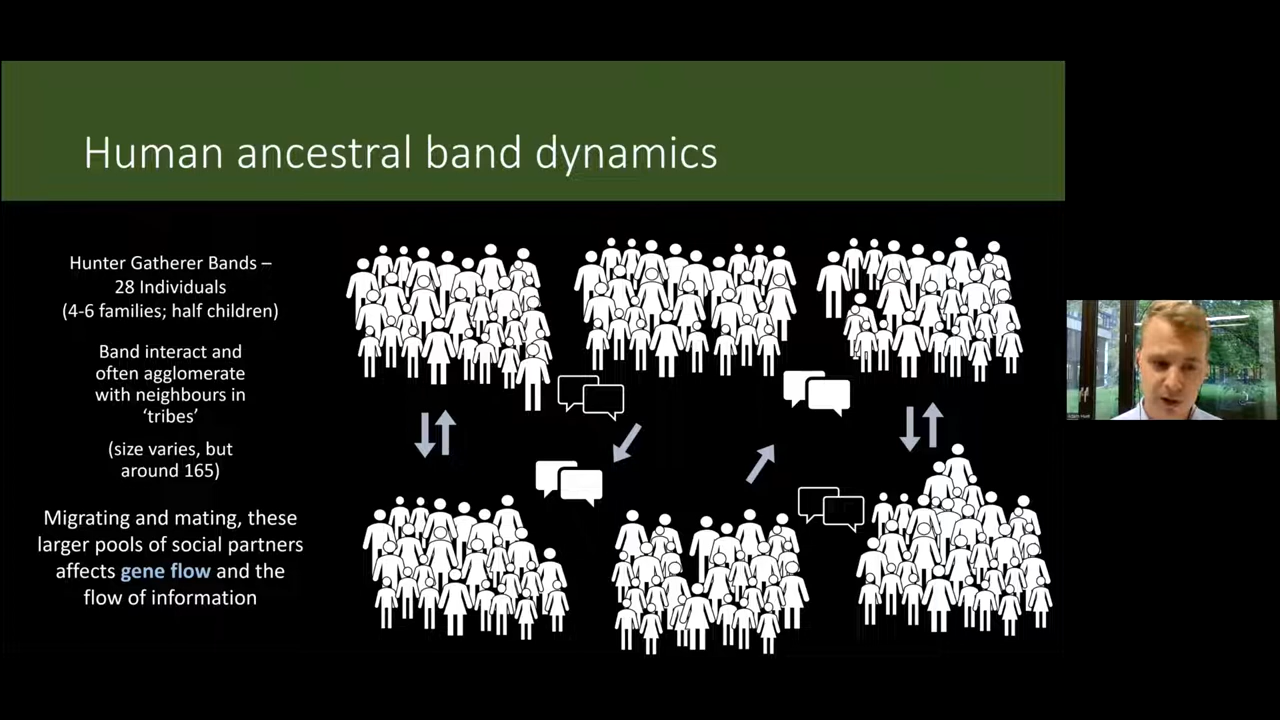 Human ancestral band dynamics
Hunter Gatherer Bands –
28 Individuals
(4-6 families; half children)
Band interact and
often agglomerate
with neighbours in
‘tribes’
(size varies, but
around 165)
Migrating and mating, these
larger pools of social partners
affects gene flow and the
flow of information
Adam Hunt